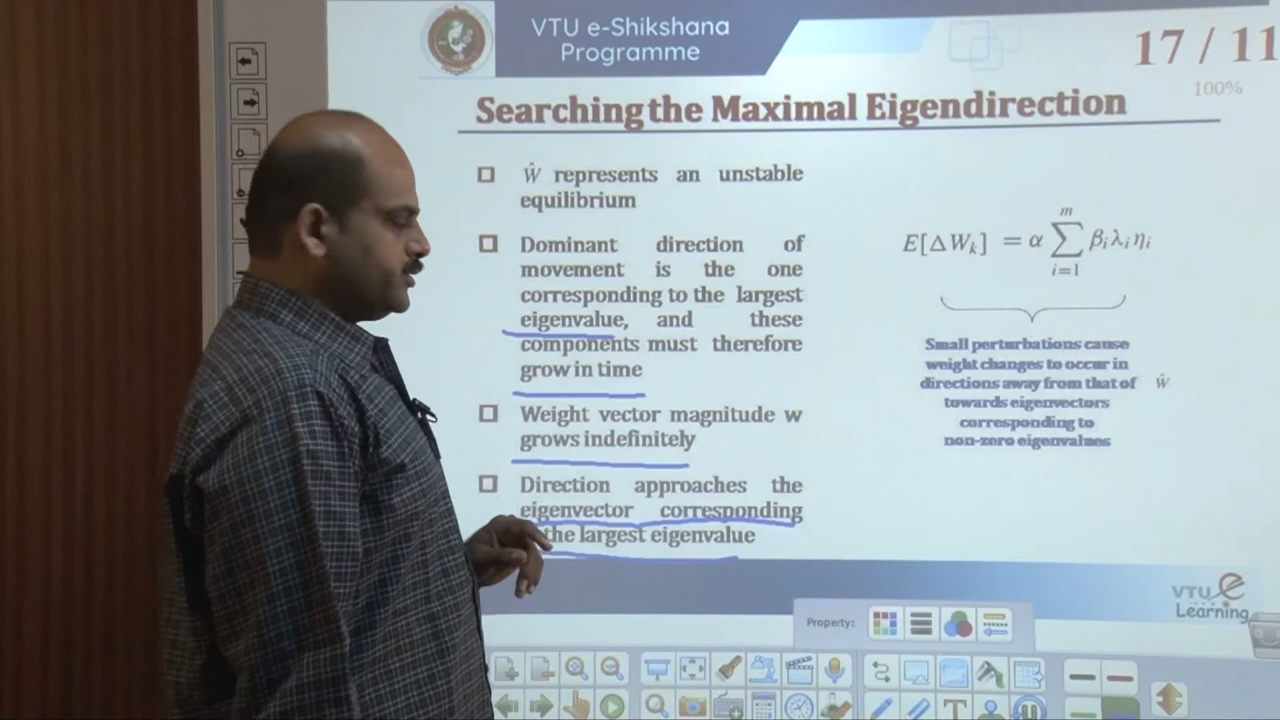 VTU e-Shikshana
Programme
17 / 11
100%
Searching the Maximal Eigendirection
Ŵ represents an unstable
equilibrium
Dominant direction of
movement is the one
corresponding to the largest
eigenvalue, and these
components must therefore
grow in time
Weight vector magnitude w
grows indefinitely
Direction approaches the
eigenvector corresponding
the largest eigenvalue
E[ΔW_k] = α ∑_{i=1}^{m} β_i λ_i η_i
Small perturbations cause
weight changes to occur in
directions away from that of Ŵ
towards eigenvectors
corresponding to
non-zero eigenvalues
VTU e
Learning
Property: